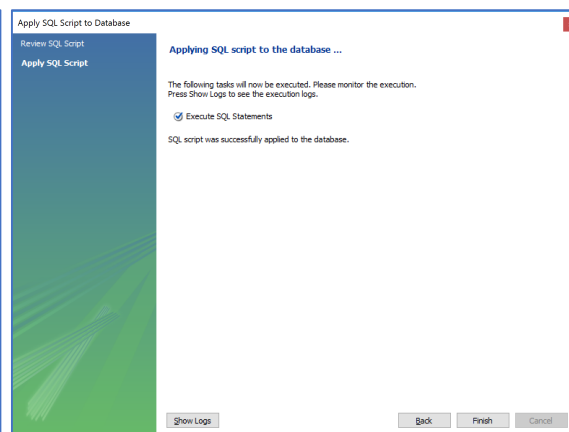 Apply SQL Script to Database
Review SQL Script
Apply SQL Script
Applying SQL script to the database ...
The following tasks will now be executed. Please monitor the execution.
Press Show Logs to see the execution logs.
Execute SQL Statements
SQL script was successfully applied to the database.
Show Logs
Back
Finish
Cancel